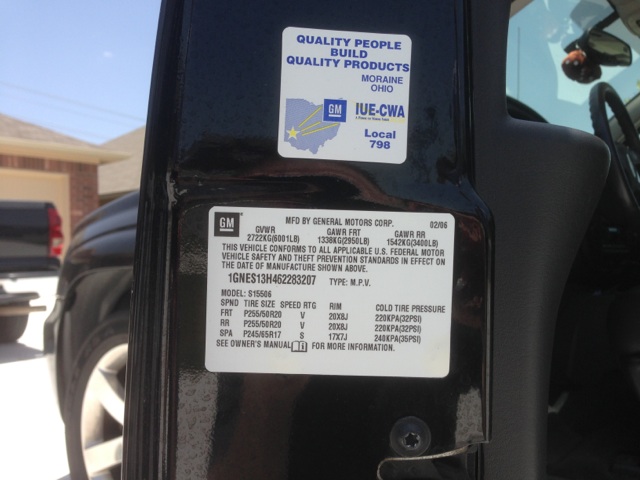 QUALITY PEOPLE
BUILD
QUALITY PRODUCTS
MORAINE
OHIO
GM
IUE-CWA
Local
798
GM
MFD BY GENERAL MOTORS CORP. 02/06
GVWR GAWR FRT GAWR RR
2722KG(6001LB) 1338KG(2950LB) 1542KG(3400LB)
THIS VEHICLE CONFORMS TO ALL APPLICABLE U.S. FEDERAL MOTOR
VEHICLE SAFETY AND THEFT PREVENTION STANDARDS IN EFFECT ON
THE DATE OF MANUFACTURE SHOWN ABOVE.
1GNES13H462283207 TYPE: M.P.V.
MODEL: S15506
SPND TIRE SIZE SPEED RTG RIM COLD TIRE PRESSURE
FRT P255/50R20 V 20X8J 220KPA(32PSI)
RR P255/50R20 V 20X8J 220KPA(32PSI)
SPA P245/65R17 S 17X7J 240KPA(35PSI)
SEE OWNER'S MANUAL FOR MORE INFORMATION.